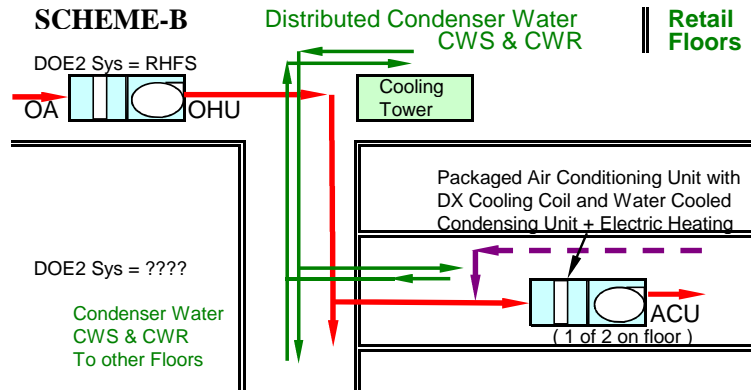 SCHEME-B
Distributed Condenser Water
CWS & CWR
Retail
Floors
DOE2 Sys = RHFS
OA
OHU
Cooling
Tower
Packaged Air Conditioning Unit with
DX Cooling Coil and Water Cooled
Condensing Unit + Electric Heating
DOE2 Sys = ????
Condenser Water
CWS & CWR
To other Floors
ACU
( 1 of 2 on floor )